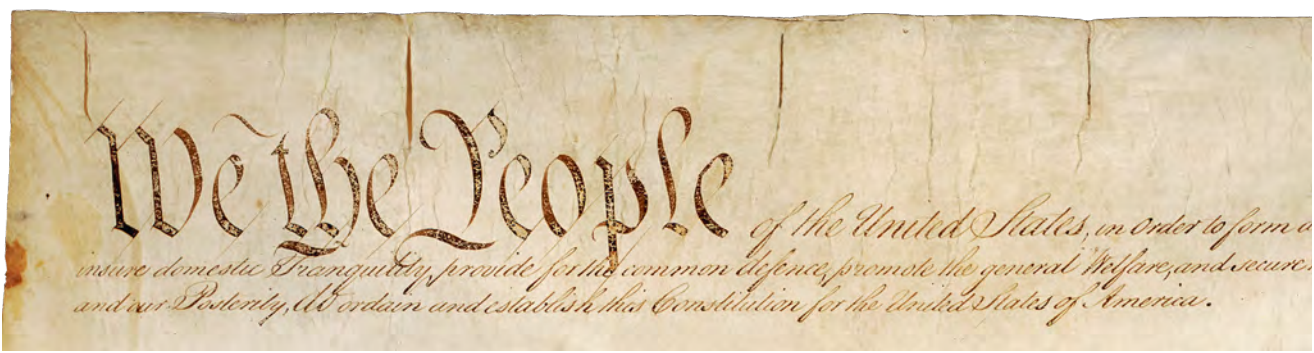 We the People of the United States, in Order to form a
insure domestic Tranquility, provide for the common defence, promote the general Welfare, and secure
and our Posterity, do ordain and establish this Constitution for the United States of America.